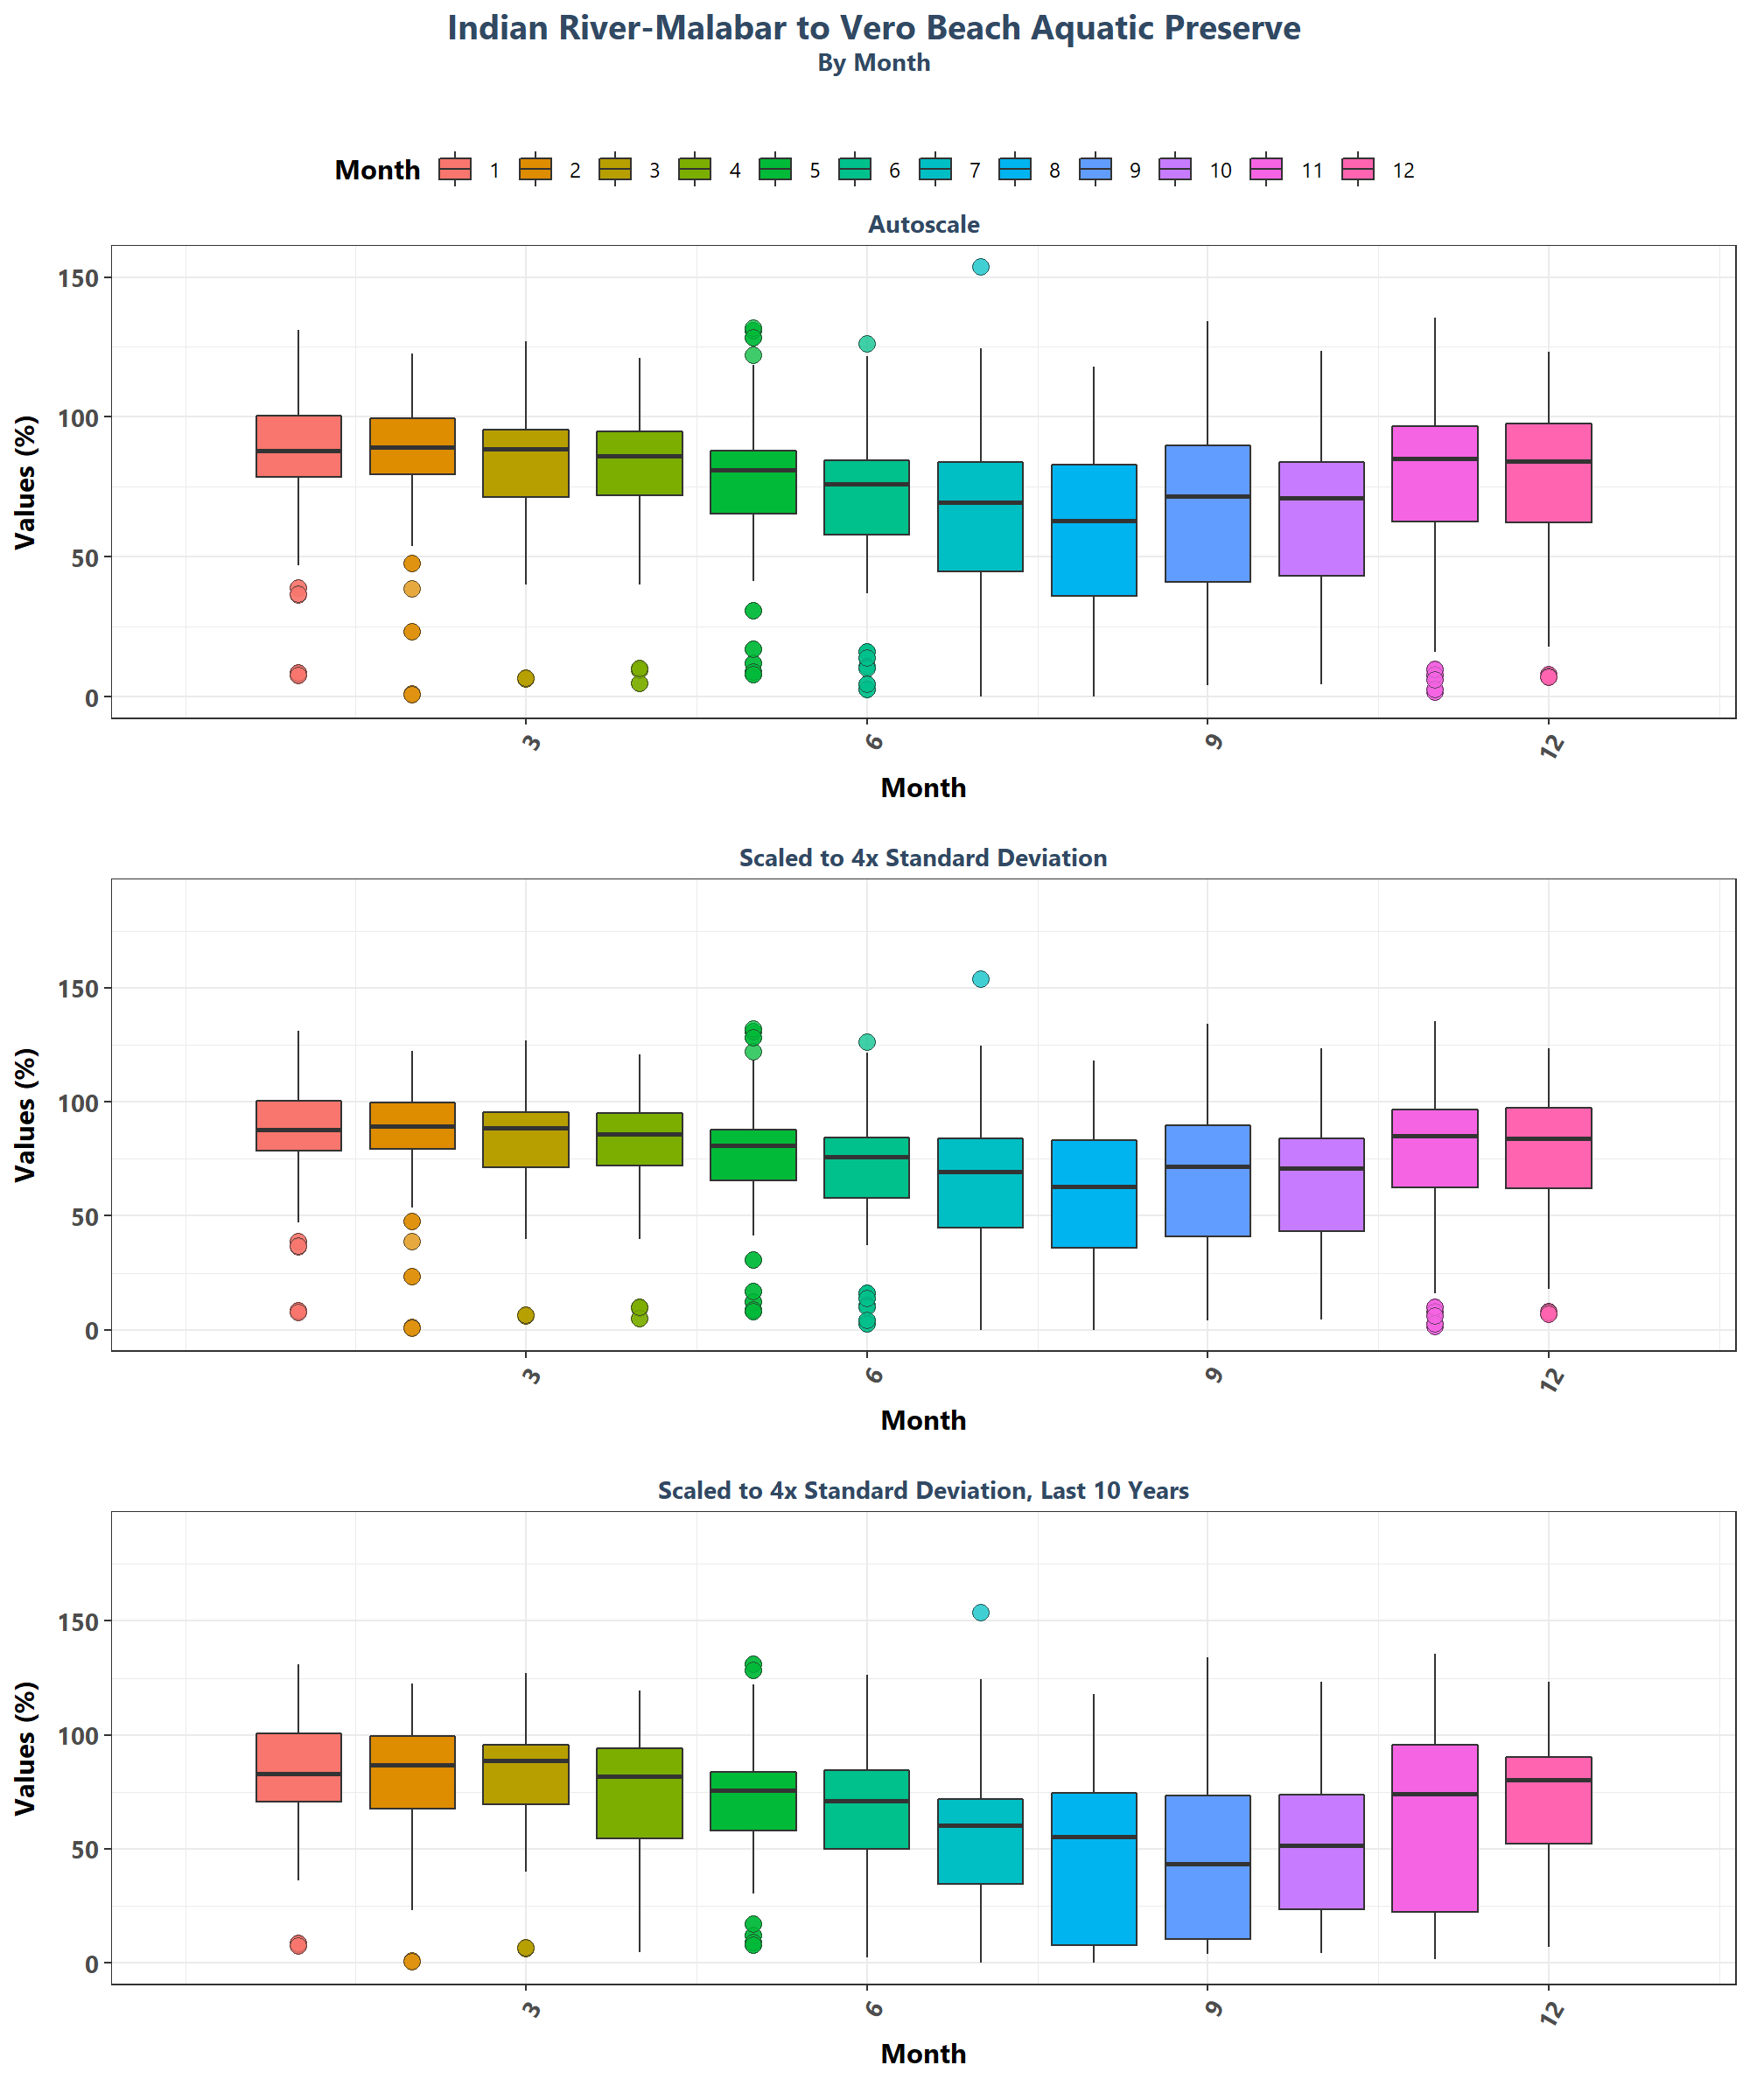 Indian River-Malabar to Vero Beach Aquatic Preserve
By Month
Month 1 2 3 4 5 6 7 8 9 10 11 12
Autoscale
150
100
50
0
Values (%)
3 6 9 12
Month
Scaled to 4x Standard Deviation
150
100
50
0
Values (%)
3 6 9 12
Month
Scaled to 4x Standard Deviation, Last 10 Years
150
100
50
0
Values (%)
3 6 9 12
Month